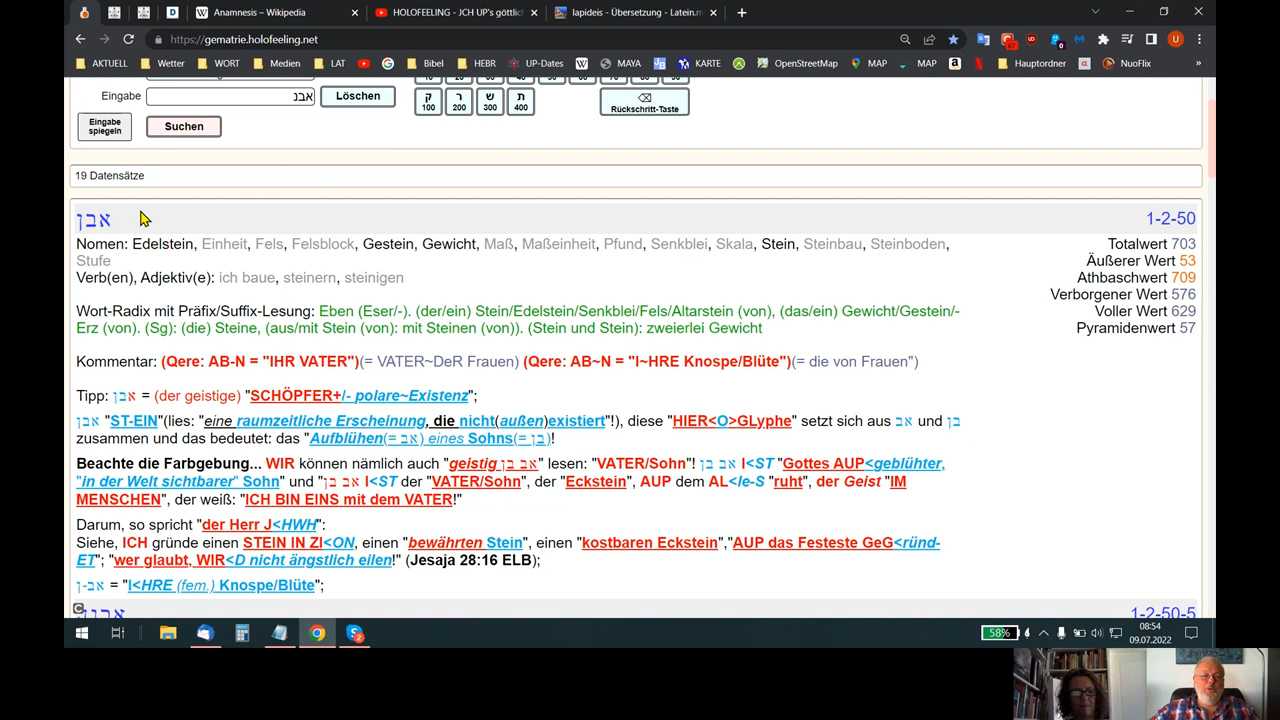 Anamnesis – Wikipedia
HOLOFEELING - JCH UP's göttlich
lapideis - Übersetzung - Latein.m
https://gematrie.holofeeling.net
AKTUELL Wetter WORT Medien LAT Bibel HEBR UP-Dates MAYA KARTE OpenStreetMap MAP MAP Hauptordner NuoFlix »
Eingabe אבנ Löschen
ק 100 ר 200 ש 300 ת 400 Rückschritt-Taste
Eingabe spiegeln Suchen
19 Datensätze
אבן 1-2-50
Nomen: Edelstein, Einheit, Fels, Felsblock, Gestein, Gewicht, Maß, Maßeinheit, Pfund, Senkblei, Skala, Stein, Steinbau, Steinboden,
Stufe
Verb(en), Adjektiv(e): ich baue, steinern, steinigen
Totalwert 703
Äußerer Wert 53
Athbaschwert 709
Verborgener Wert 576
Voller Wert 629
Pyramidenwert 57
Wort-Radix mit Präfix/Suffix-Lesung: Eben (Eser/-). (der/ein) Stein/Edelstein/Senkblei/Fels/Altarstein (von), (das/ein) Gewicht/Gestein/-
Erz (von). (Sg): (die) Steine, (aus/mit Stein (von): mit Steinen (von)). (Stein und Stein): zweierlei Gewicht
Kommentar: (Qere: AB-N = "IHR VATER")(= VATER~DeR Frauen) (Qere: AB~N = "I~HRE Knospe/Blüte")(= die von Frauen")
Tipp: אבן = (der geistige) "SCHÖPFER+/- polare~Existenz";
אבן "ST-EIN"(lies: "eine raumzeitliche Erscheinung, die nicht(außen)existiert"!), diese "HIER<O>GLyphe" setzt sich aus אב und בן
zusammen und das bedeutet: das "Aufblühen(= אב) eines Sohns(= בן)!
Beachte die Farbgebung... WIR können nämlich auch "geistig אב בן" lesen: "VATER/Sohn"! אב בן I<ST "Gottes AUP<geblühter,
"in der Welt sichtbarer" Sohn" und "אב בן I<ST der "VATER/Sohn", der "Eckstein", AUP dem AL<le-S "ruht", der Geist "IM
MENSCHEN", der weiß: "ICH BIN EINS mit dem VATER!"
Darum, so spricht "der Herr J<HWH":
Siehe, ICH gründe einen STEIN IN ZI<ON, einen "bewährten Stein", einen "kostbaren Eckstein","AUP das Festeste GeG<ründ-
ET"; "wer glaubt, WIR<D nicht ängstlich eilen!" (Jesaja 28:16 ELB);
אב-ן = "I<HRE (fem.) Knospe/Blüte";
1-2-50-5
58% 08:54
09.07.2022